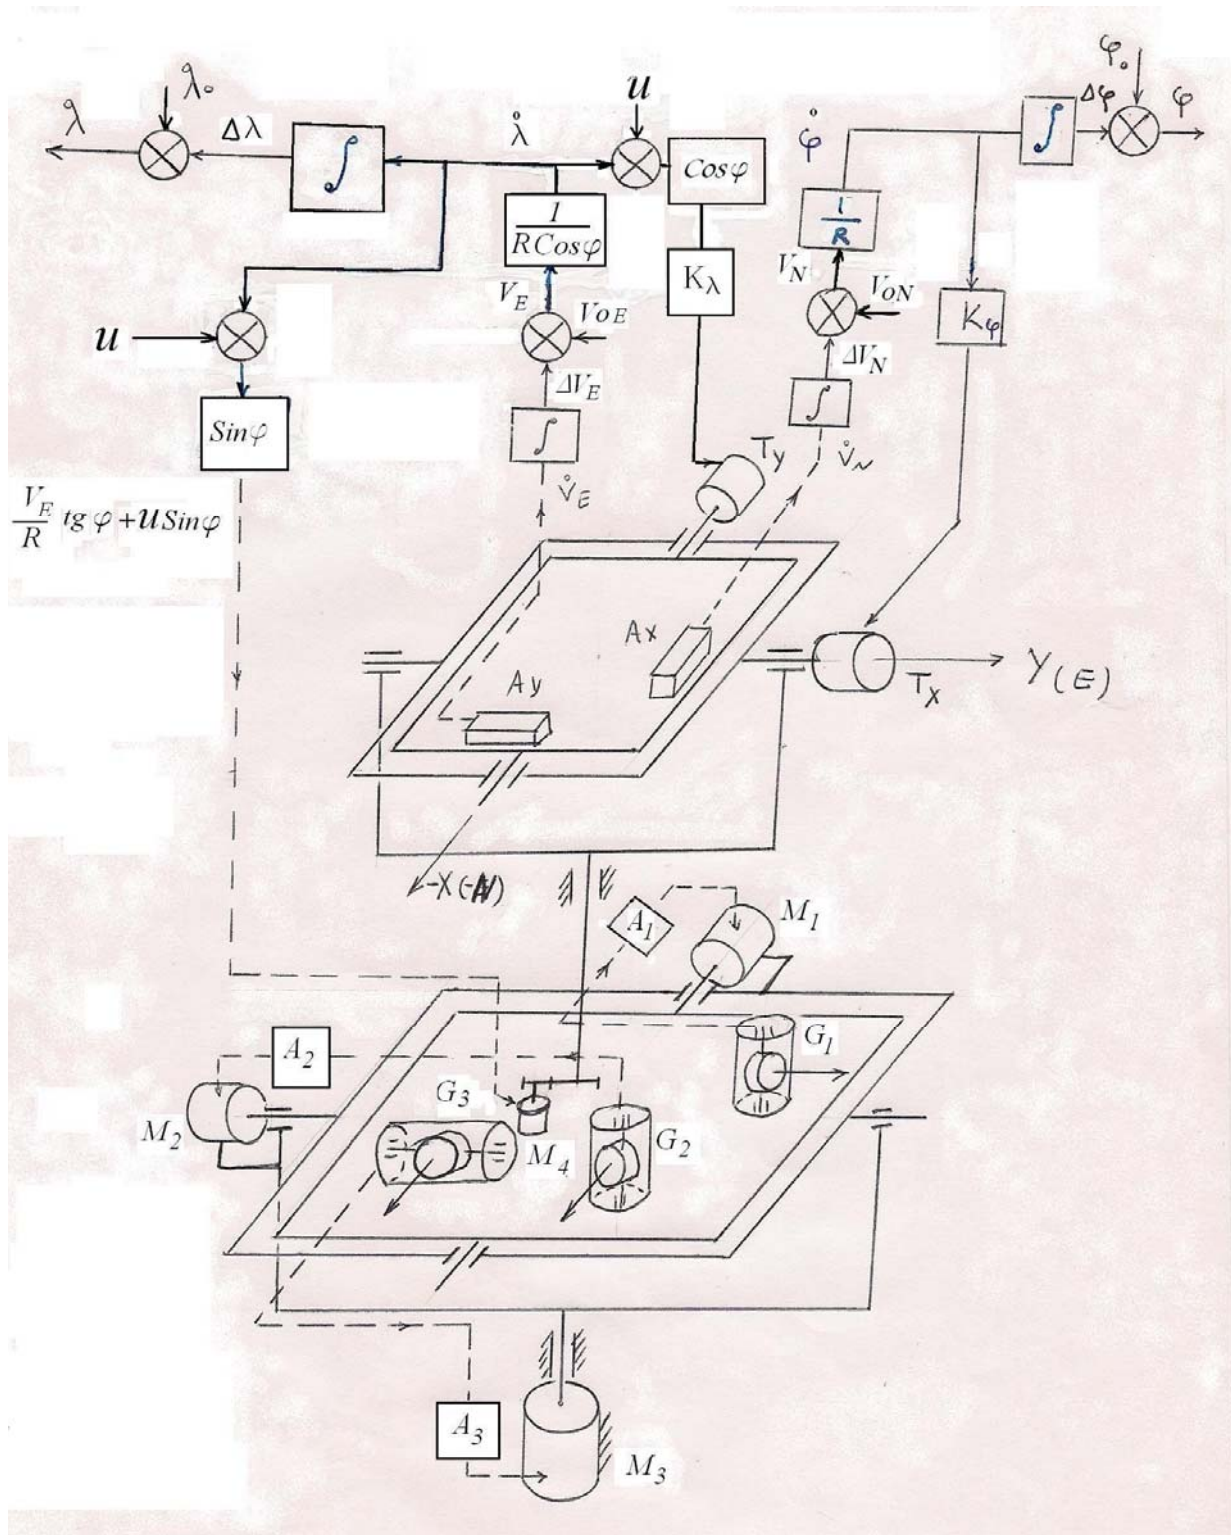 λ
λ₀
Δλ
∫
λ̊
u
Cosφ
φ̊
∫
Δφ
φ₀
φ
1
RCosφ
Kλ
1
R
V_N
V_ON
Kφ
V_E
V_OE
u
ΔV_E
ΔV_N
∫
∫
Sinφ
V̊_E
Ty
V̊_N
V_E
R
tg φ + u Sinφ
Ax
Ay
Tx
Y(E)
-X(-N)
A₁
M₁
A₂
G₁
G₃
M₂
G₂
M₄
A₃
M₃